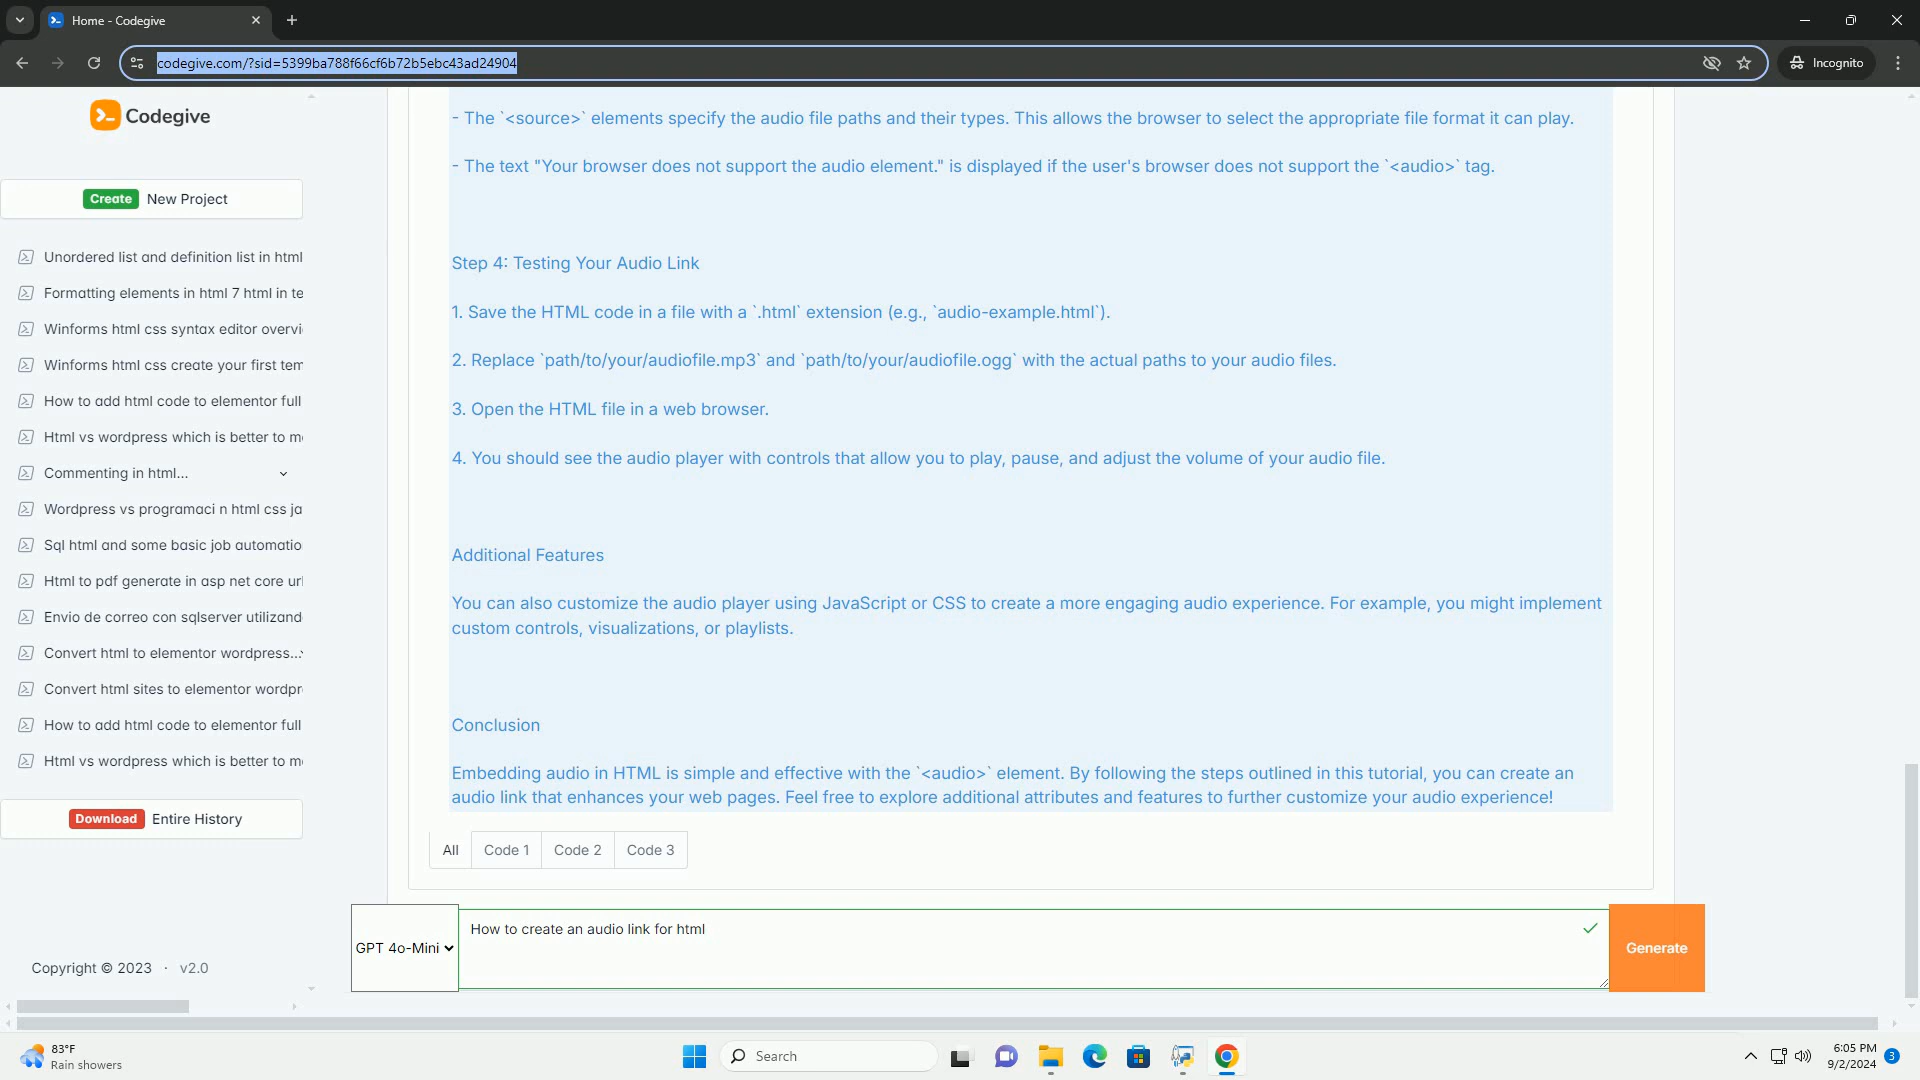 Home - Codegive
codegive.com/?sid=5399ba788f66cf6b72b5ebc43ad24904
Incognito
Codegive
Create New Project
Unordered list and definition list in html
Formatting elements in html 7 html in te
Winforms html css syntax editor overvi
Winforms html css create your first tem
How to add html code to elementor full
Html vs wordpress which is better to m
Commenting in html...
Wordpress vs programaci n html css ja
Sql html and some basic job automatio
Html to pdf generate in asp net core url
Envio de correo con sqlserver utilizand
Convert html to elementor wordpress...
Convert html sites to elementor wordpr
How to add html code to elementor full
Html vs wordpress which is better to m
Download Entire History
Copyright © 2023 · v2.0
- The `<source>` elements specify the audio file paths and their types. This allows the browser to select the appropriate file format it can play.
- The text "Your browser does not support the audio element." is displayed if the user's browser does not support the `<audio>` tag.
Step 4: Testing Your Audio Link
1. Save the HTML code in a file with a `.html` extension (e.g., `audio-example.html`).
2. Replace `path/to/your/audiofile.mp3` and `path/to/your/audiofile.ogg` with the actual paths to your audio files.
3. Open the HTML file in a web browser.
4. You should see the audio player with controls that allow you to play, pause, and adjust the volume of your audio file.
Additional Features
You can also customize the audio player using JavaScript or CSS to create a more engaging audio experience. For example, you might implement
custom controls, visualizations, or playlists.
Conclusion
Embedding audio in HTML is simple and effective with the `<audio>` element. By following the steps outlined in this tutorial, you can create an
audio link that enhances your web pages. Feel free to explore additional attributes and features to further customize your audio experience!
All Code 1 Code 2 Code 3
GPT 4o-Mini
How to create an audio link for html
Generate
83°F
Rain showers
Search
6:05 PM
9/2/2024
3